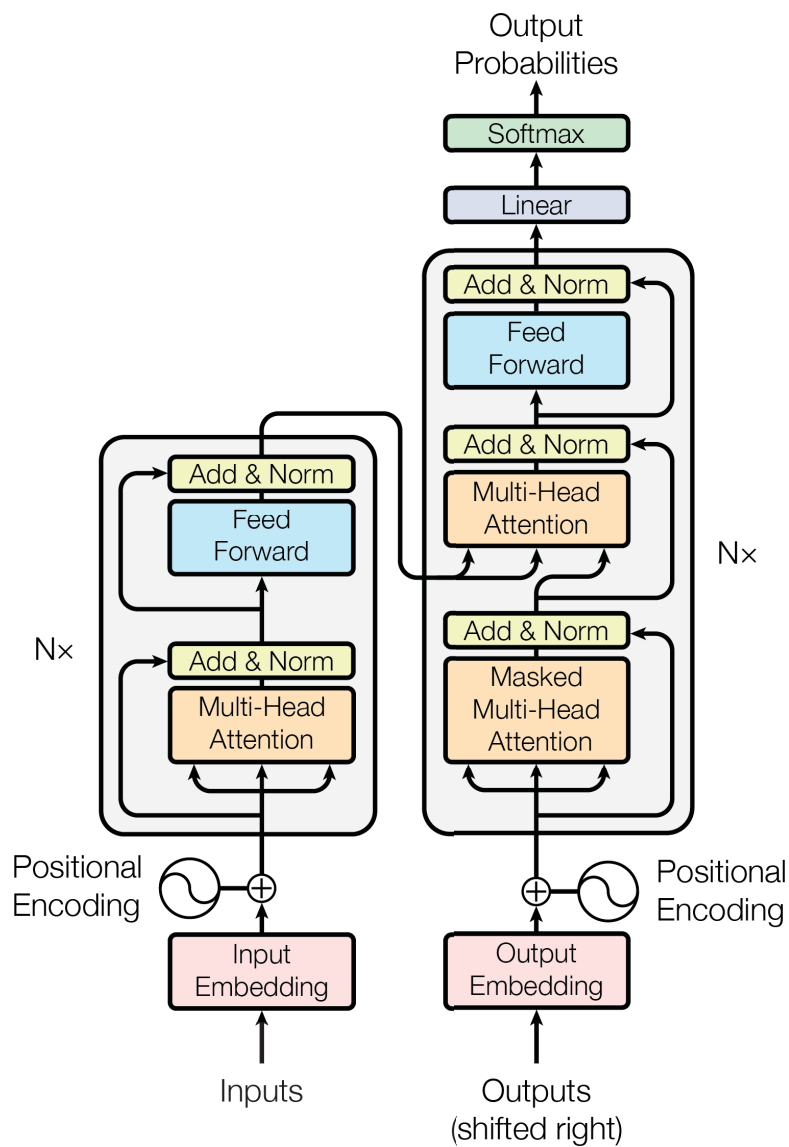 Output
Probabilities
Softmax
Linear
Add & Norm
Feed
Forward
Add & Norm
Multi-Head
Attention
Add & Norm
Masked
Multi-Head
Attention
N×
Positional
Encoding
Output
Embedding
Outputs
(shifted right)
Add & Norm
Feed
Forward
Add & Norm
Multi-Head
Attention
N×
Positional
Encoding
Input
Embedding
Inputs